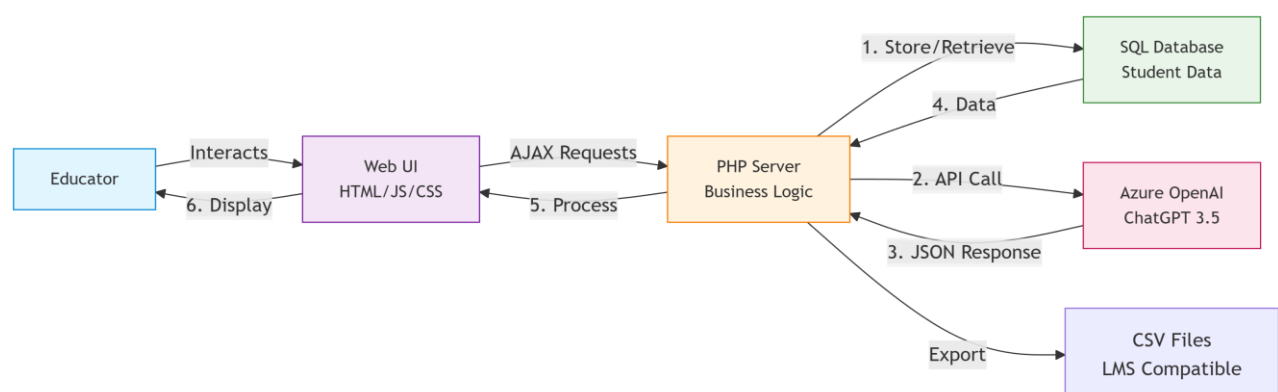 1. Store/Retrieve
SQL Database
Student Data
4. Data
Educator
Interacts
6. Display
Web UI
HTML/JS/CSS
AJAX Requests
5. Process
PHP Server
Business Logic
2. API Call
3. JSON Response
Azure OpenAI
ChatGPT 3.5
Export
CSV Files
LMS Compatible